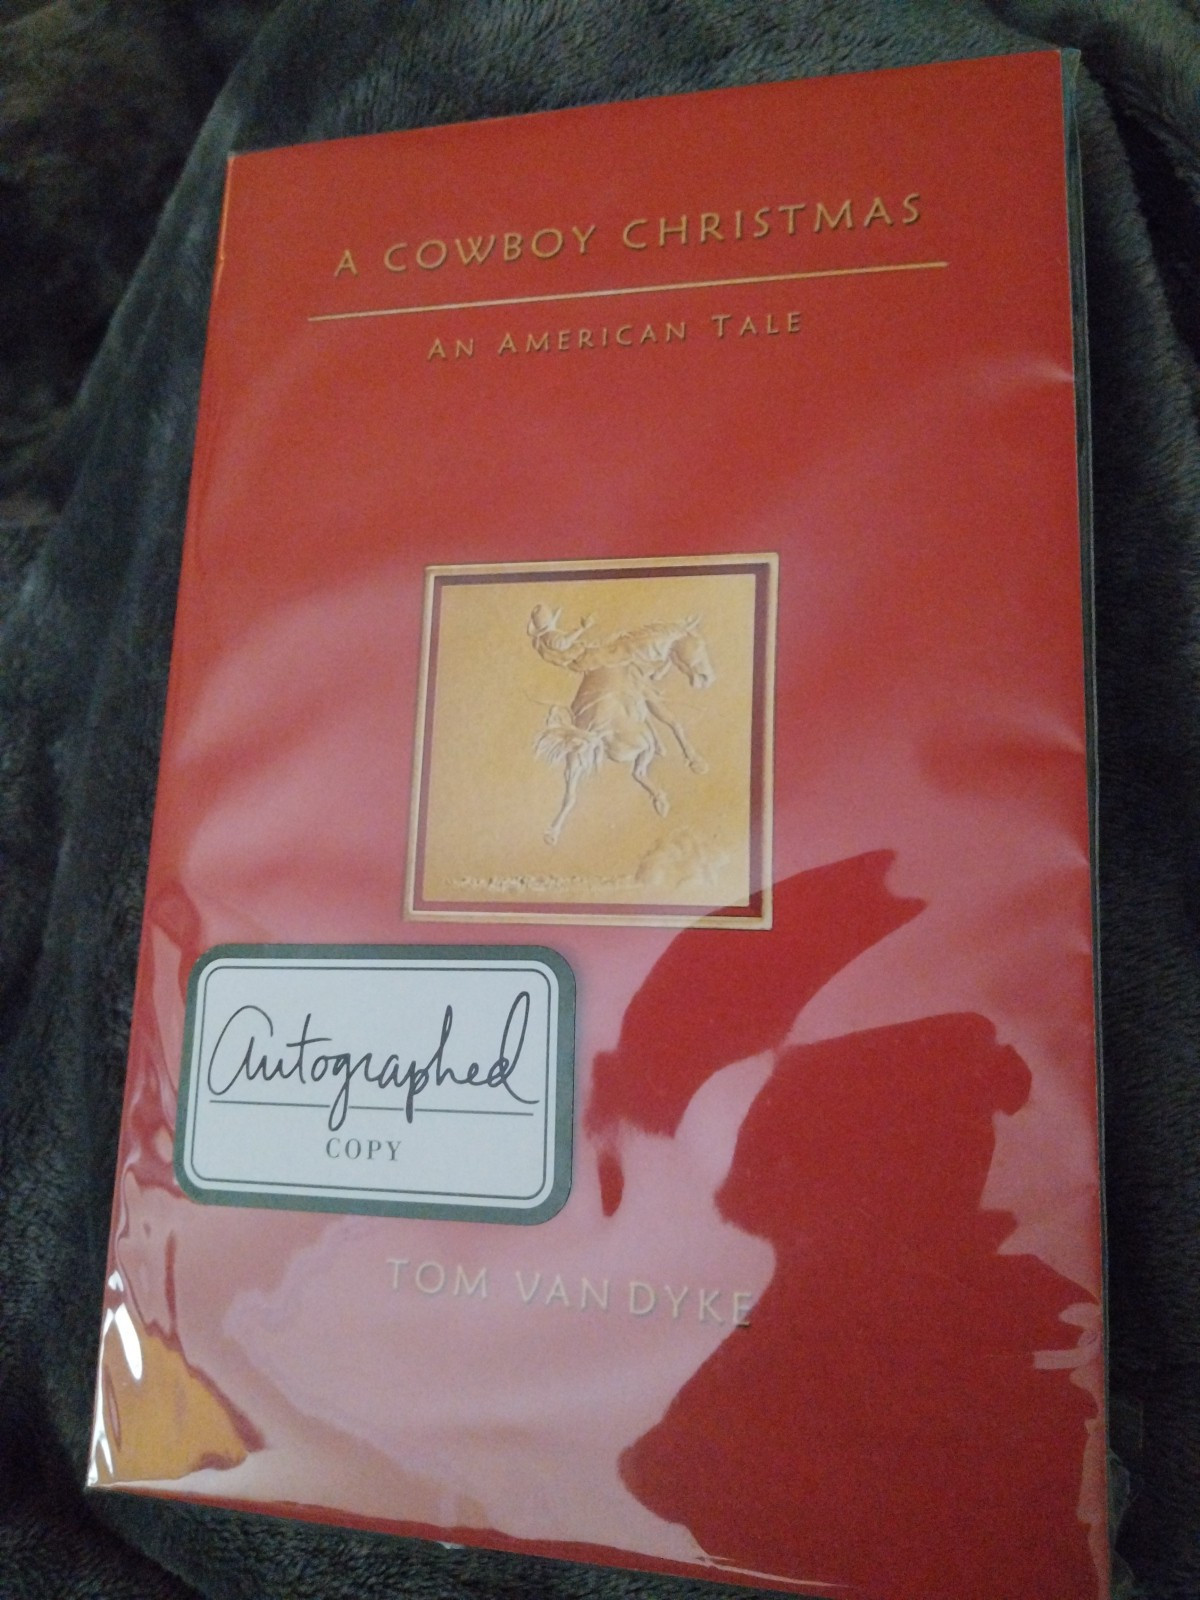 A COWBOY CHRISTMAS
AN AMERICAN TALE
Autographed
COPY
TOM VAN DYKE